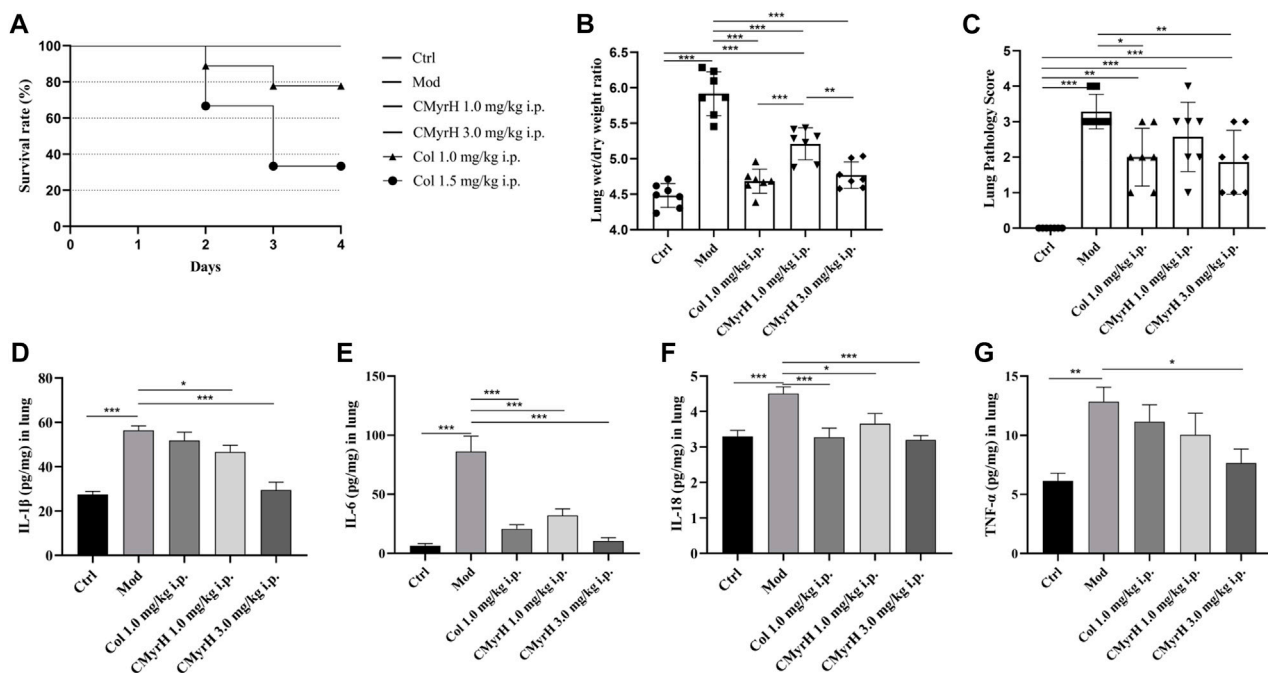 A
Survival rate (%)
100
80
60
40
20
0
0 1 2 3 4
Days
Ctrl
Mod
CMyrH 1.0 mg/kg i.p.
CMyrH 3.0 mg/kg i.p.
Col 1.0 mg/kg i.p.
Col 1.5 mg/kg i.p.
B
Lung wet/dry weight ratio
6.5
6.0
5.5
5.0
4.5
4.0
***
***
***
***
***
***
**
Ctrl
Mod
Col 1.0 mg/kg i.p.
CMyrH 1.0 mg/kg i.p.
CMyrH 3.0 mg/kg i.p.
C
Lung Pathology Score
5
4
3
2
1
0
**
*
***
***
**
***
Ctrl
Mod
Col 1.0 mg/kg i.p.
CMyrH 1.0 mg/kg i.p.
CMyrH 3.0 mg/kg i.p.
D
IL-1β (pg/mg) in lung
80
60
40
20
0
*
***
***
Ctrl
Mod
Col 1.0 mg/kg i.p.
CMyrH 1.0 mg/kg i.p.
CMyrH 3.0 mg/kg i.p.
E
IL-6 (pg/mg) in lung
150
100
50
0
***
***
***
***
Ctrl
Mod
Col 1.0 mg/kg i.p.
CMyrH 1.0 mg/kg i.p.
CMyrH 3.0 mg/kg i.p.
F
IL-18 (pg/mg) in lung
5
4
3
2
1
0
***
*
***
***
Ctrl
Mod
Col 1.0 mg/kg i.p.
CMyrH 1.0 mg/kg i.p.
CMyrH 3.0 mg/kg i.p.
G
TNF-α (pg/mg) in lung
15
10
5
0
**
*
Ctrl
Mod
Col 1.0 mg/kg i.p.
CMyrH 1.0 mg/kg i.p.
CMyrH 3.0 mg/kg i.p.